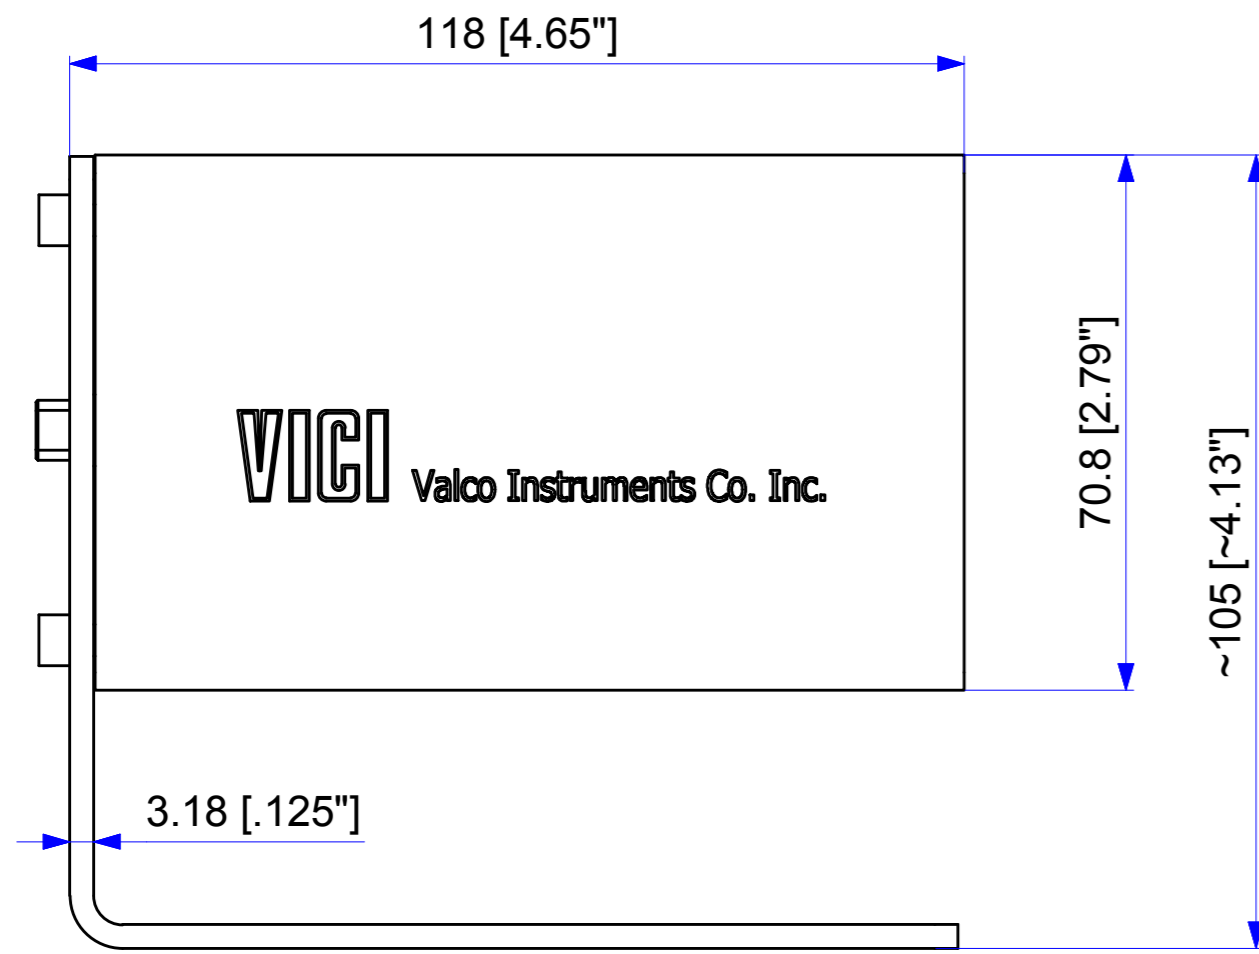 118 [4.65"]
70.8 [2.79"]
~105 [~4.13"]
VICI Valco Instruments Co. Inc.
3.18 [.125"]